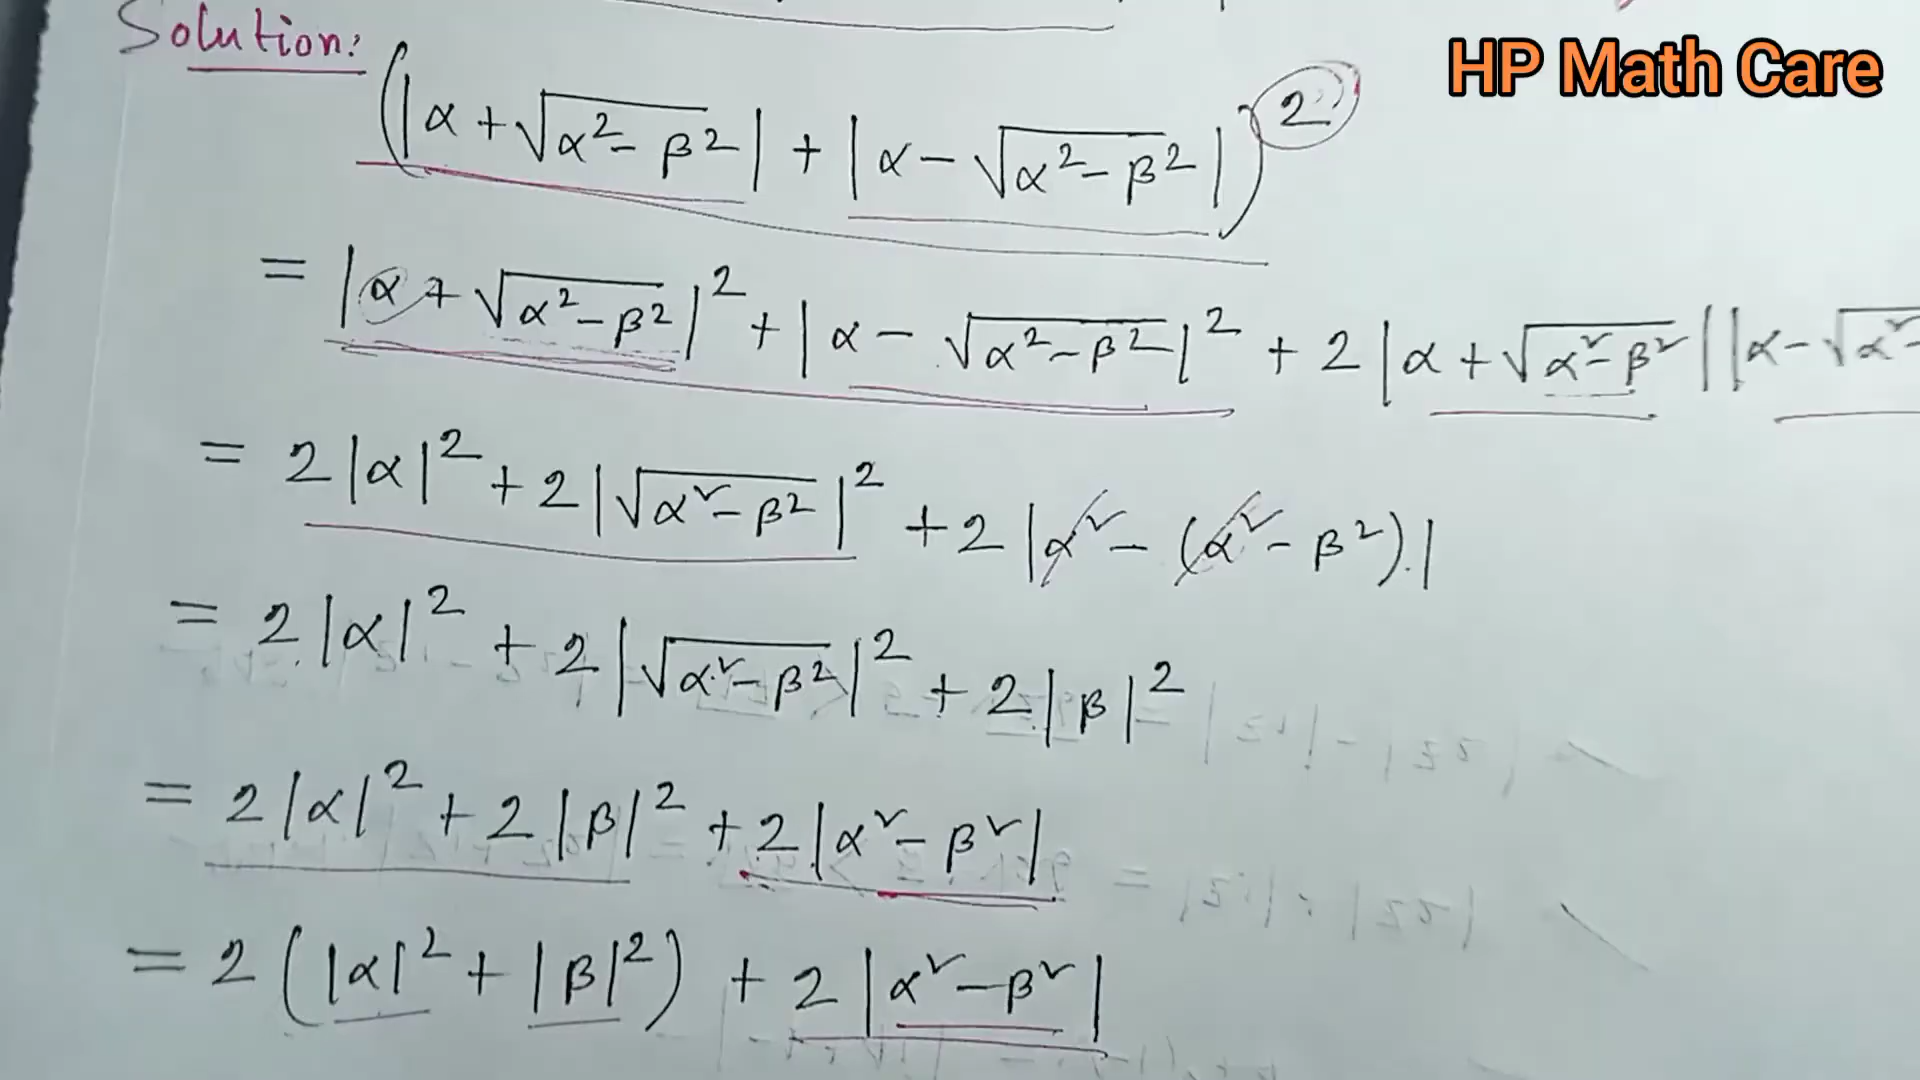 HP Math Care
Solution:
(|α + √(α² - β²)| + |α - √(α² - β²)|)²
= |α + √(α² - β²)|² + |α - √(α² - β²)|² + 2|α + √(α² - β²)||α - √α² -
= 2|α|² + 2|√(α² - β²)|² + 2|α² - (α² - β²).|
= 2|α|² + 2|√(α² - β²)|² + 2|β|²
= 2|α|² + 2|β|² + 2|α² - β²|
= 2(|α|² + |β|²) + 2|α² - β²|